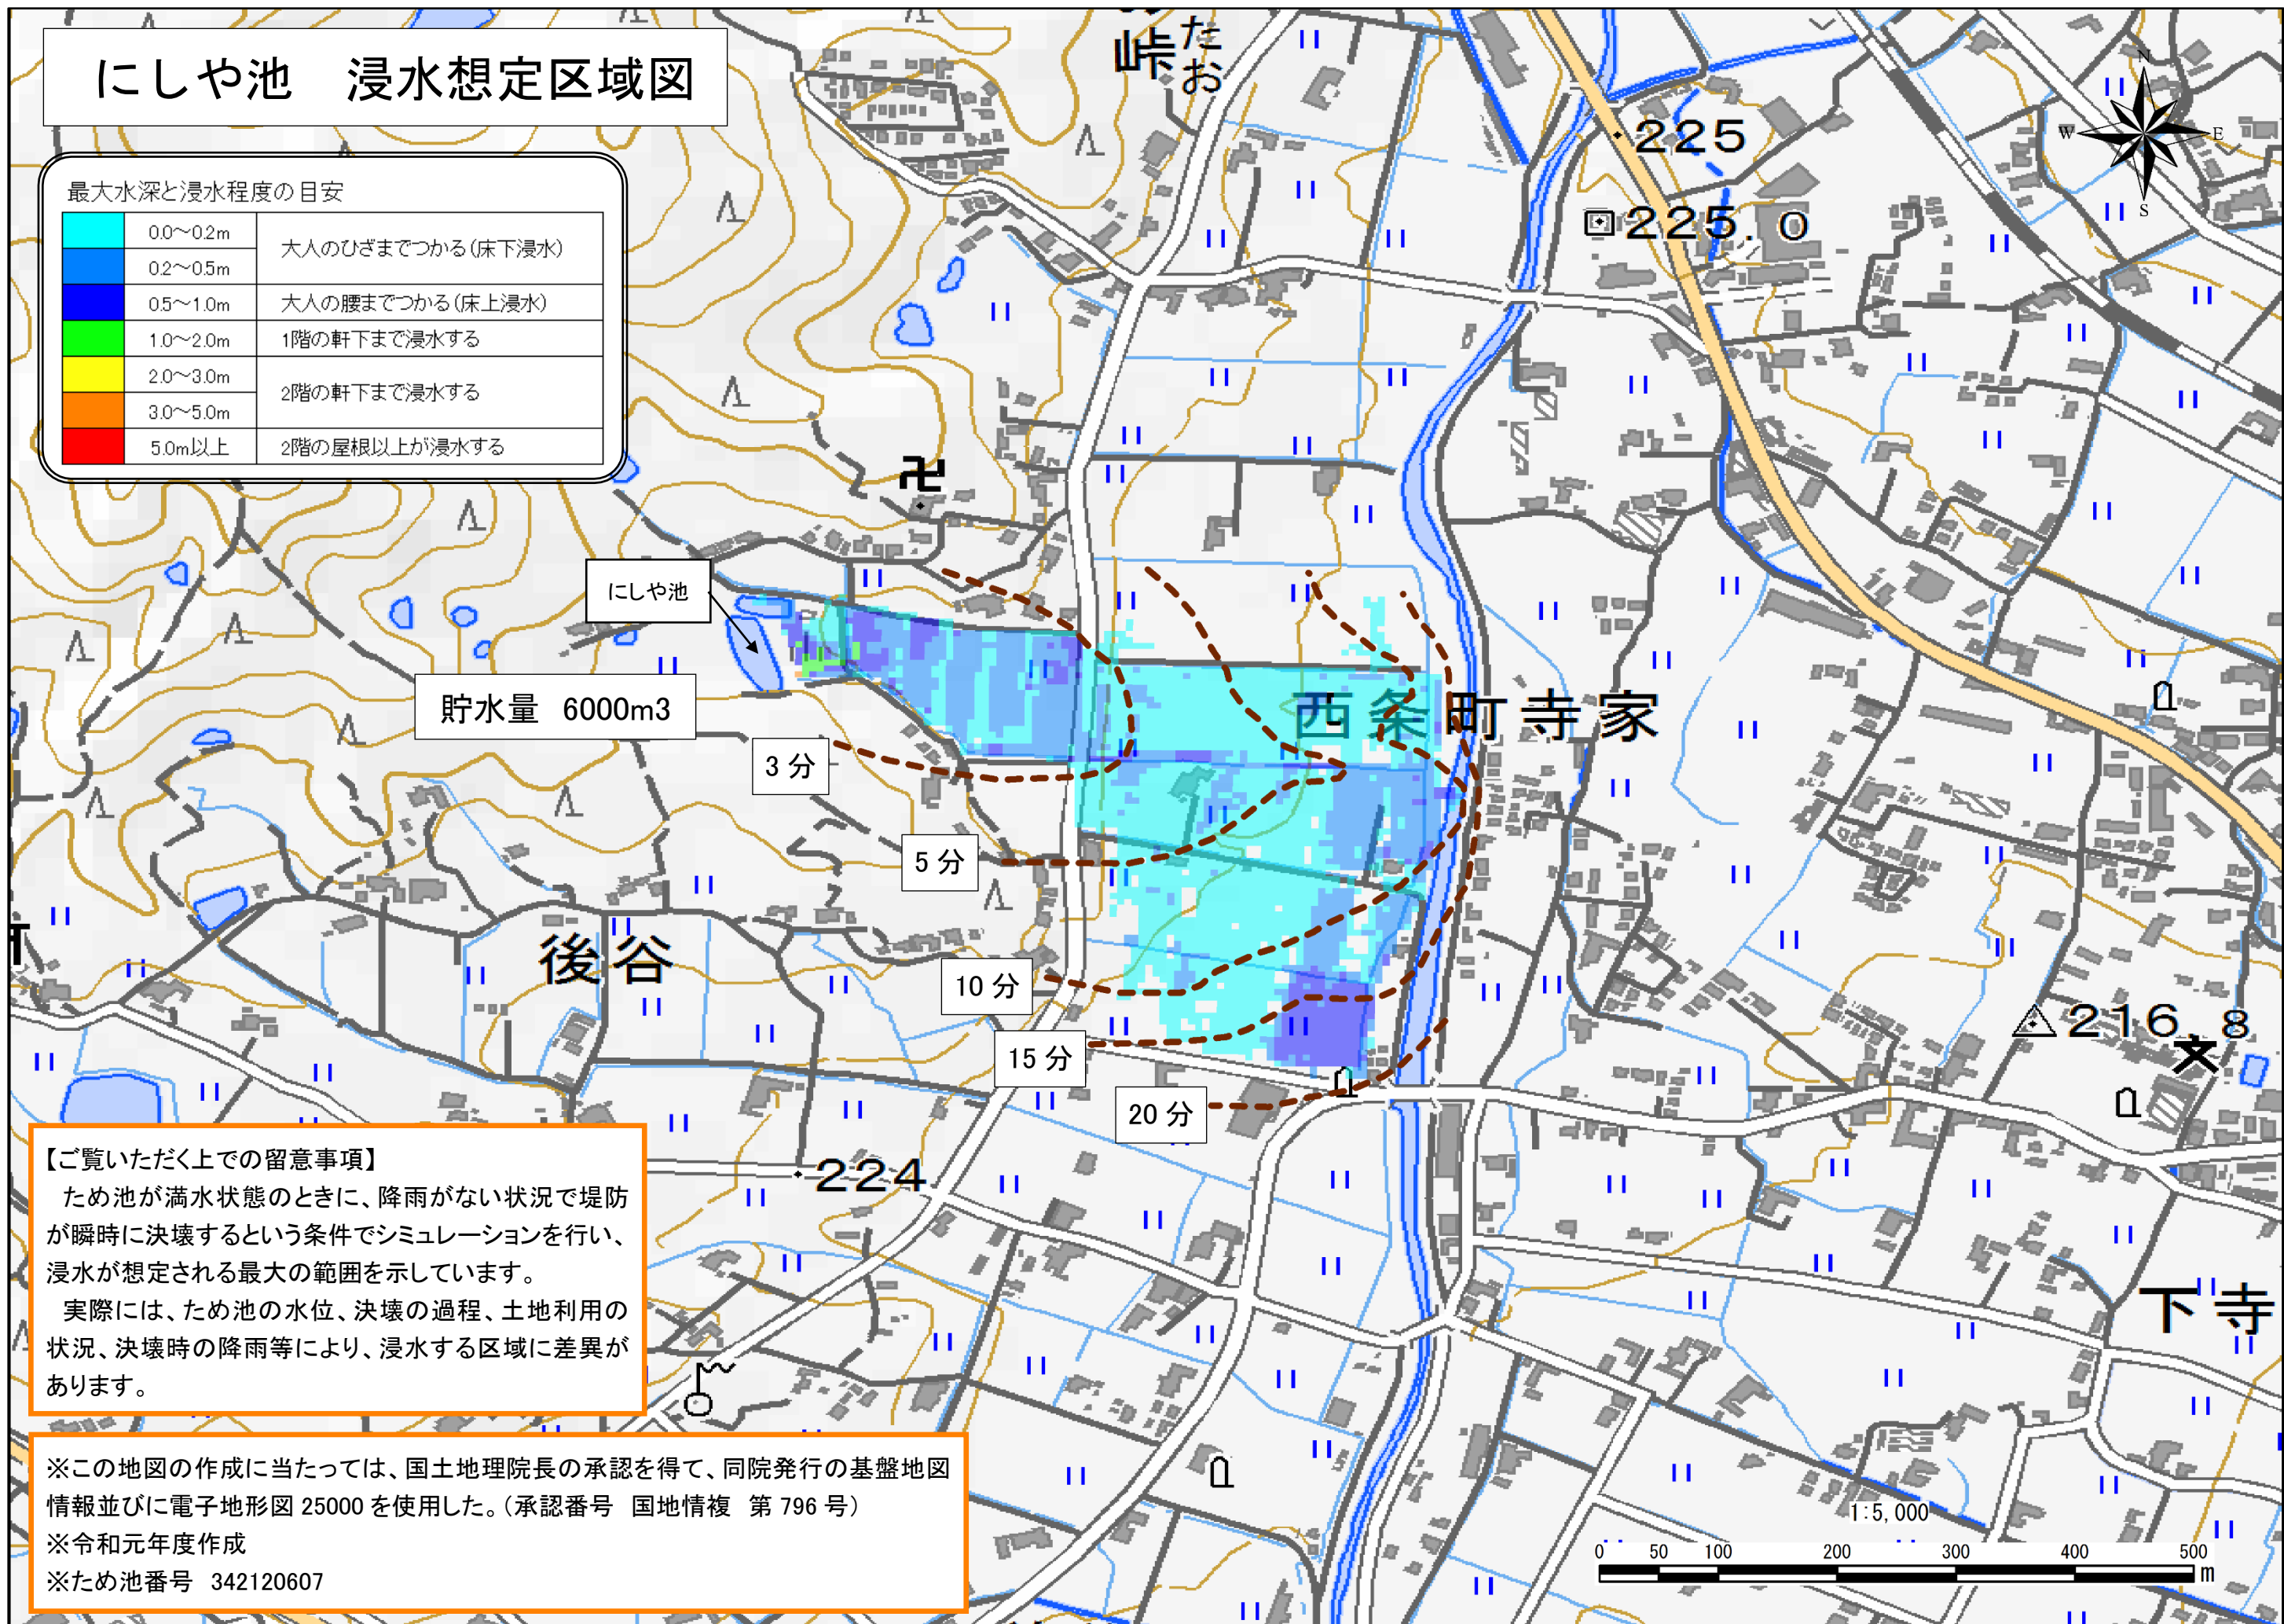 にしや池　浸水想定区域図
最大水深と浸水程度の目安
0.0～0.2m
大人のひざまでつかる(床下浸水)
0.2～0.5m
0.5～1.0m　大人の腰までつかる(床上浸水)
1.0～2.0m　1階の軒下まで浸水する
2.0～3.0m
2階の軒下まで浸水する
3.0～5.0m
5.0m以上　2階の屋根以上が浸水する
峠
たお
N
W
E
S
225
225.0
にしや池
貯水量　6000m3
西条町寺家
3分
5分
後谷
10分
15分
20分
216.8
224
下寺
【ご覧いただく上での留意事項】
ため池が満水状態のときに、降雨がない状況で堤防
が瞬時に決壊するという条件でシミュレーションを行い、
浸水が想定される最大の範囲を示しています。
実際には、ため池の水位、決壊の過程、土地利用の
状況、決壊時の降雨等により、浸水する区域に差異が
あります。
※この地図の作成に当たっては、国土地理院長の承認を得て、同院発行の基盤地図
情報並びに電子地形図 25000 を使用した。（承認番号　国地情複　第 796 号）
※令和元年度作成
※ため池番号　342120607
1:5,000
0 50 100 200 300 400 500
m